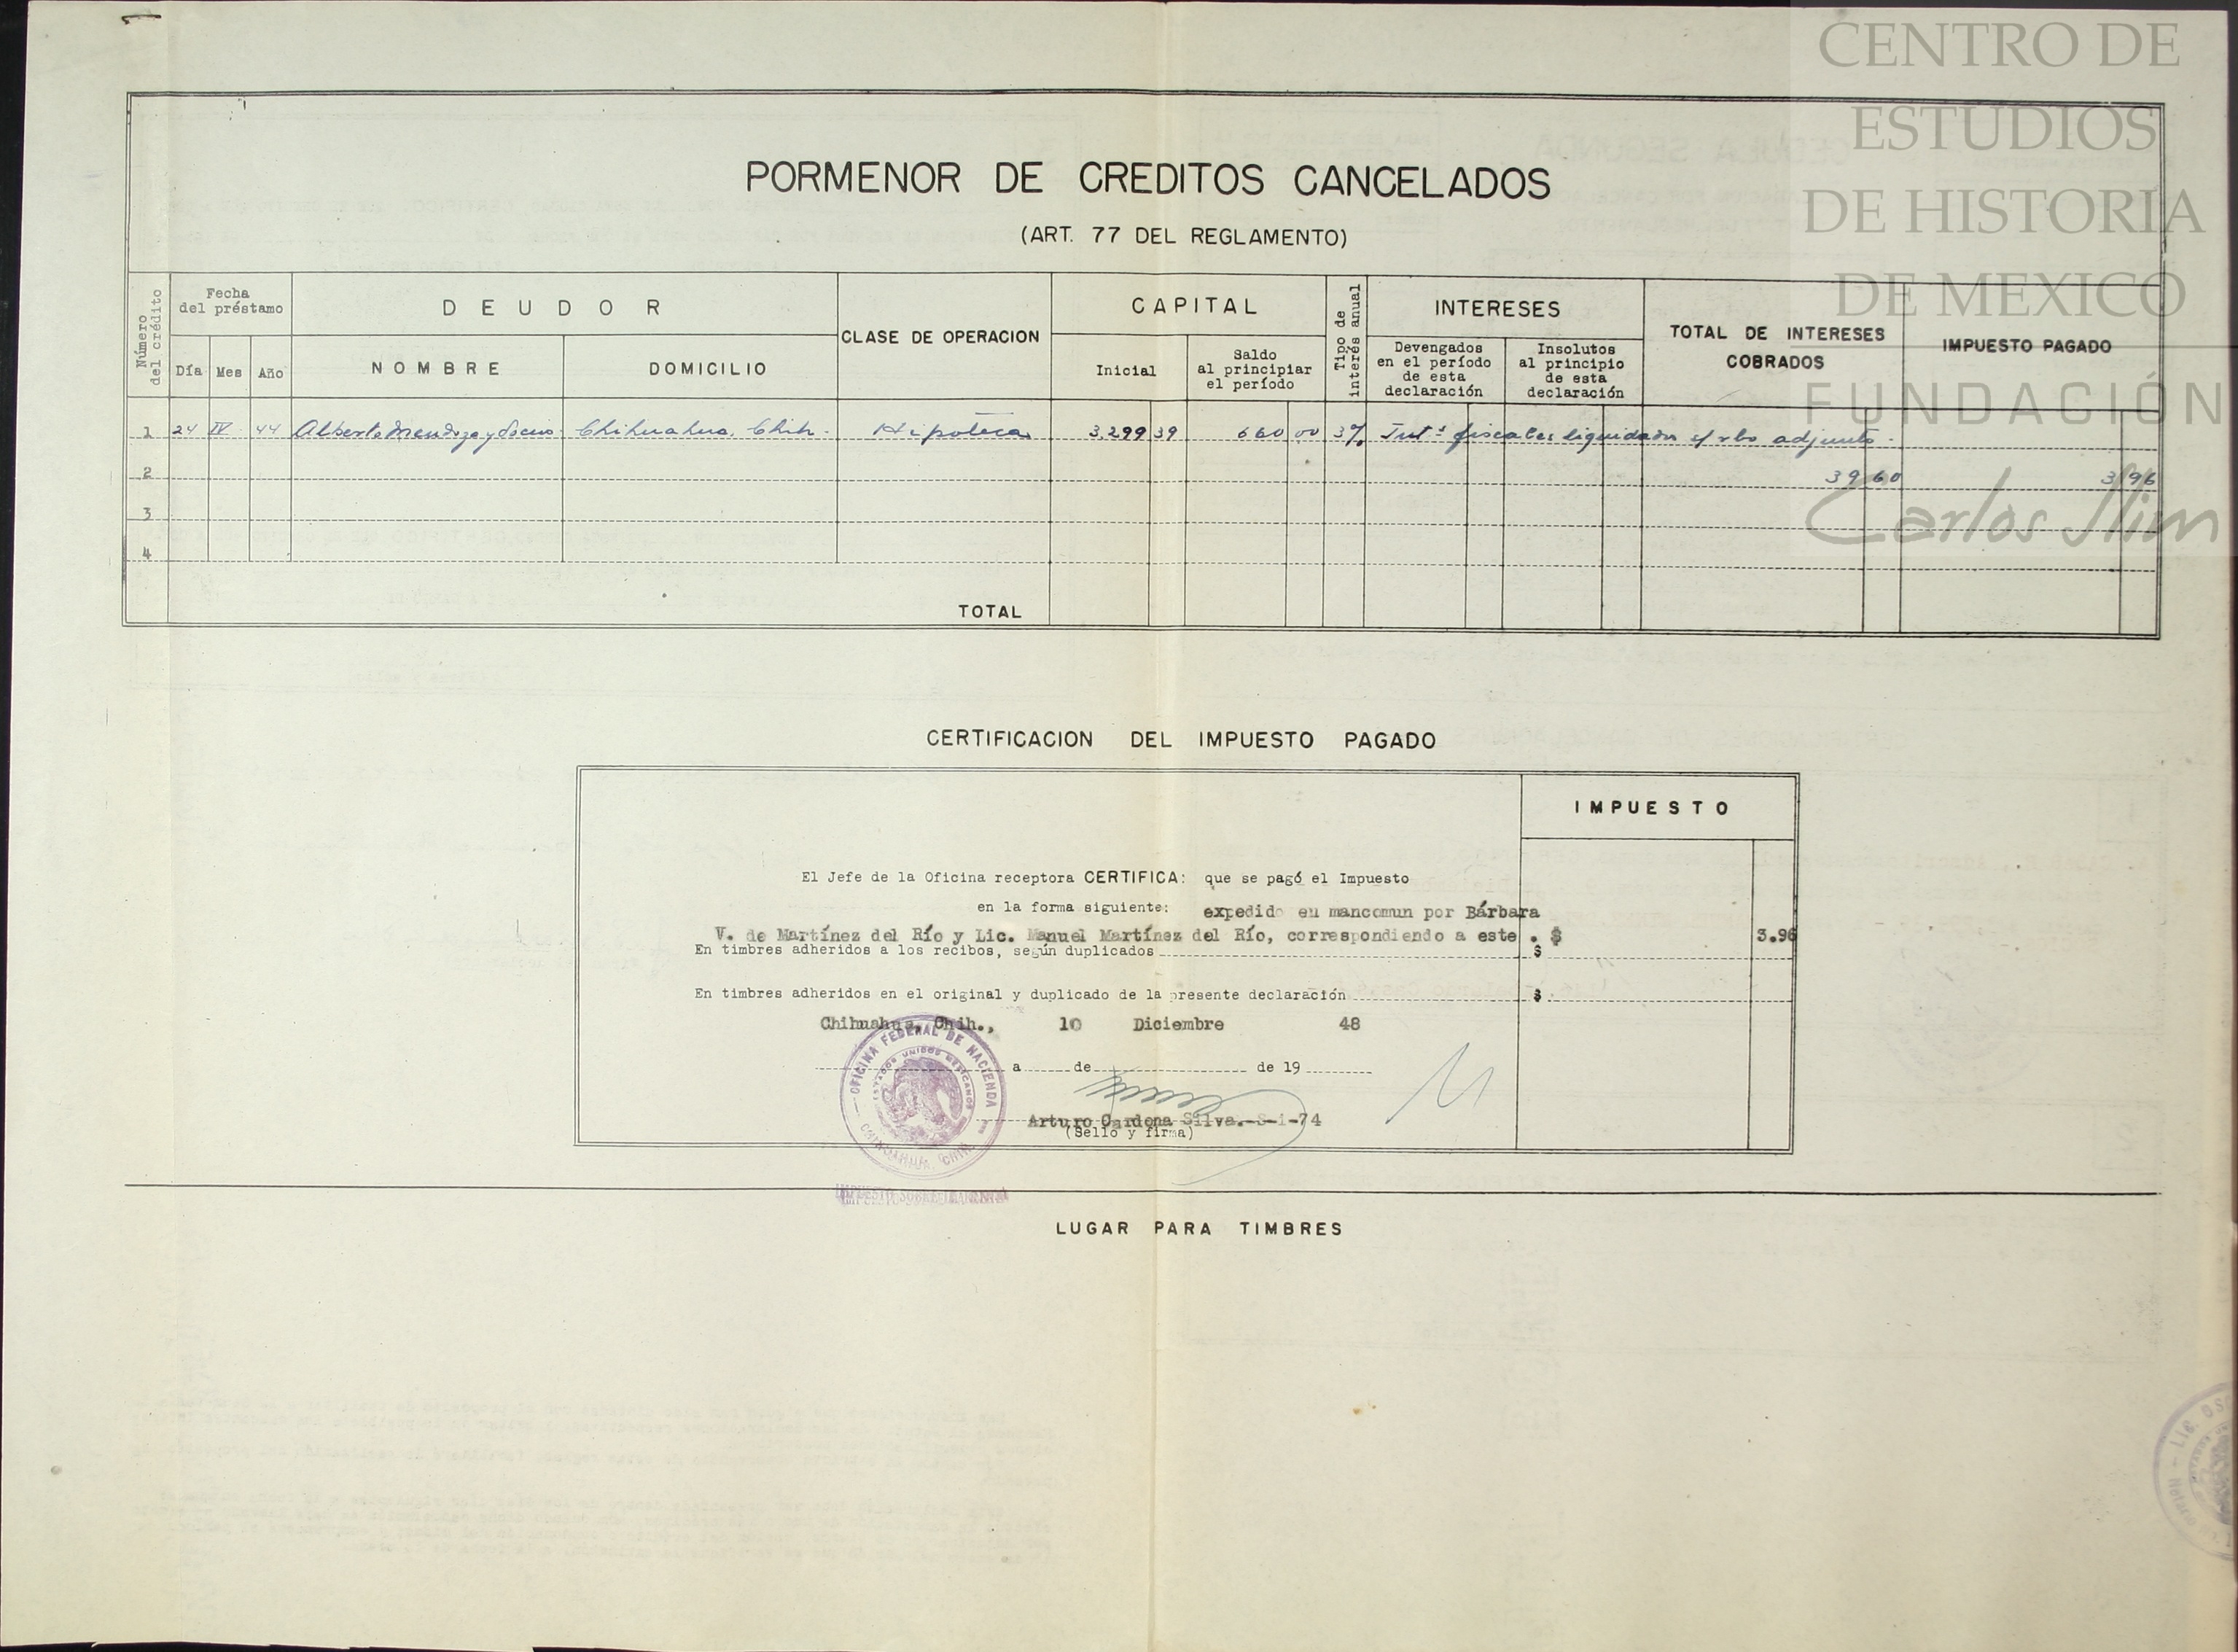 CENTRO DE
ESTUDIOS
DE HISTORIA
DE MEXICO
FUNDACIÓN
Carlos Slim
PORMENOR DE CREDITOS CANCELADOS
(ART. 77 DEL REGLAMENTO)
Número del crédito
Fecha del préstamo
Día Mes Año
DEUDOR
NOMBRE DOMICILIO
CLASE DE OPERACION
CAPITAL
Inicial
Saldo al principiar el período
Tipo de interés anual
INTERESES
Devengados en el período de esta declaración
Insolutos al principio de esta declaración
TOTAL DE INTERESES COBRADOS
IMPUESTO PAGADO
1 24 IV 44 Alberto Mendoza y Socios Chihuahua, Chih. Hipoteca 3,299 39 660 00 3% Ints fiscales liquidados s/ rbo adjunto.
2 39 60 3 96
3
4
TOTAL
CERTIFICACION DEL IMPUESTO PAGADO
IMPUESTO
El Jefe de la Oficina receptora CERTIFICA: que se pagó el Impuesto
en la forma siguiente: expedido en mancomun por Bárbara
V. de Martínez del Río y Lic. Manuel Martínez del Río, correspondiendo a este . $ 3.96
En timbres adheridos a los recibos, según duplicados $
En timbres adheridos en el original y duplicado de la presente declaración $
Chihuahua, Chih., 10 Diciembre 48
a de de 19
Arturo Cardona Silva.-S-i-74
(Sello y firma)
OFICINA FEDERAL DE HACIENDA
ESTADOS UNIDOS MEXICANOS
CHIHUAHUA, CHIH.
IMPUESTO SOBRE LA RENTA
LUGAR PARA TIMBRES